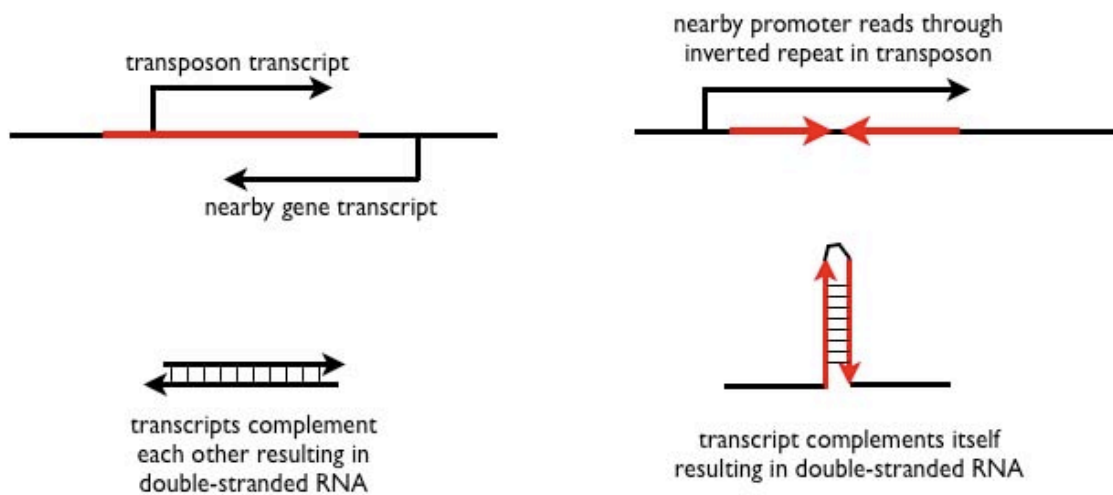 transposon transcript
nearby gene transcript
nearby promoter reads through
inverted repeat in transposon
transcripts complement
each other resulting in
double-stranded RNA
transcript complements itself
resulting in double-stranded RNA